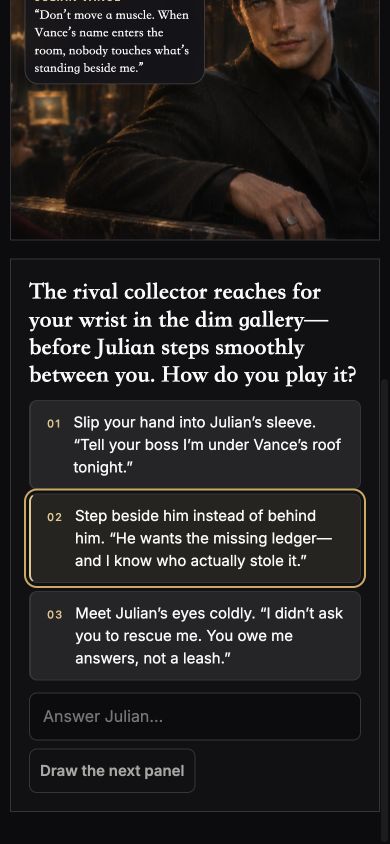 “Don’t move a muscle. When
Vance’s name enters the
room, nobody touches what’s
standing beside me.”
The rival collector reaches for
your wrist in the dim gallery—
before Julian steps smoothly
between you. How do you play it?
01 Slip your hand into Julian’s sleeve.
“Tell your boss I’m under Vance’s roof
tonight.”
02 Step beside him instead of behind
him. “He wants the missing ledger—
and I know who actually stole it.”
03 Meet Julian’s eyes coldly. “I didn’t ask
you to rescue me. You owe me
answers, not a leash.”
Answer Julian...
Draw the next panel